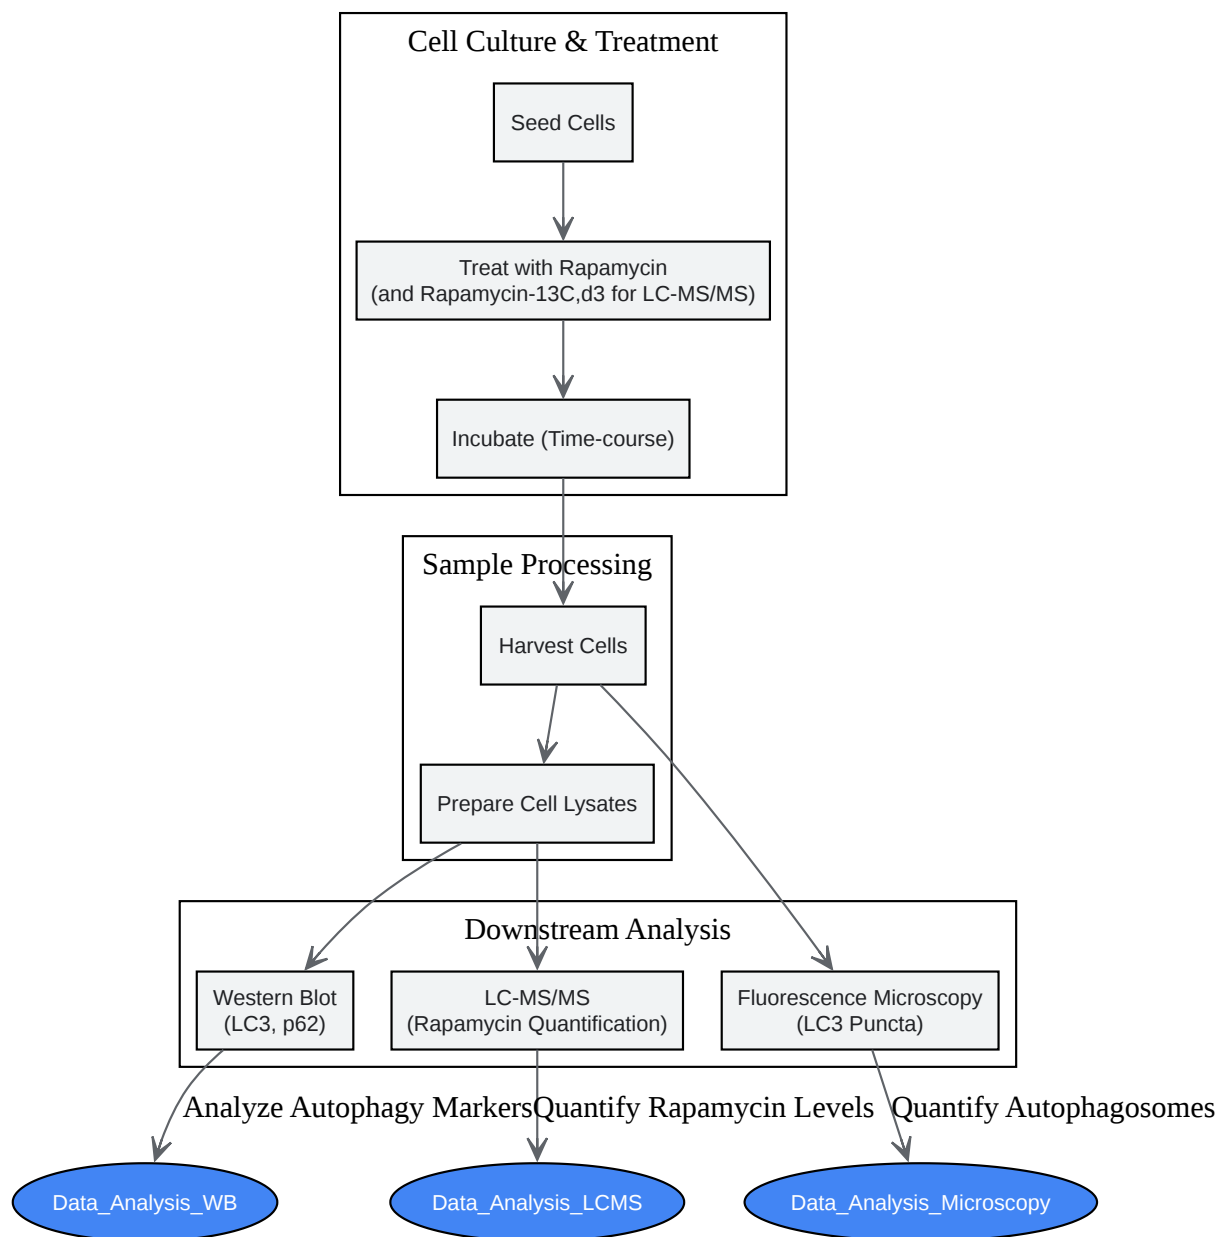 Cell Culture & Treatment
Seed Cells
Treat with Rapamycin
(and Rapamycin-13C,d3 for LC-MS/MS)
Incubate (Time-course)
Sample Processing
Harvest Cells
Prepare Cell Lysates
Downstream Analysis
Western Blot
(LC3, p62)
LC-MS/MS
(Rapamycin Quantification)
Fluorescence Microscopy
(LC3 Puncta)
Analyze Autophagy Markers
Quantify Rapamycin Levels
Quantify Autophagosomes
Data_Analysis_WB
Data_Analysis_LCMS
Data_Analysis_Microscopy